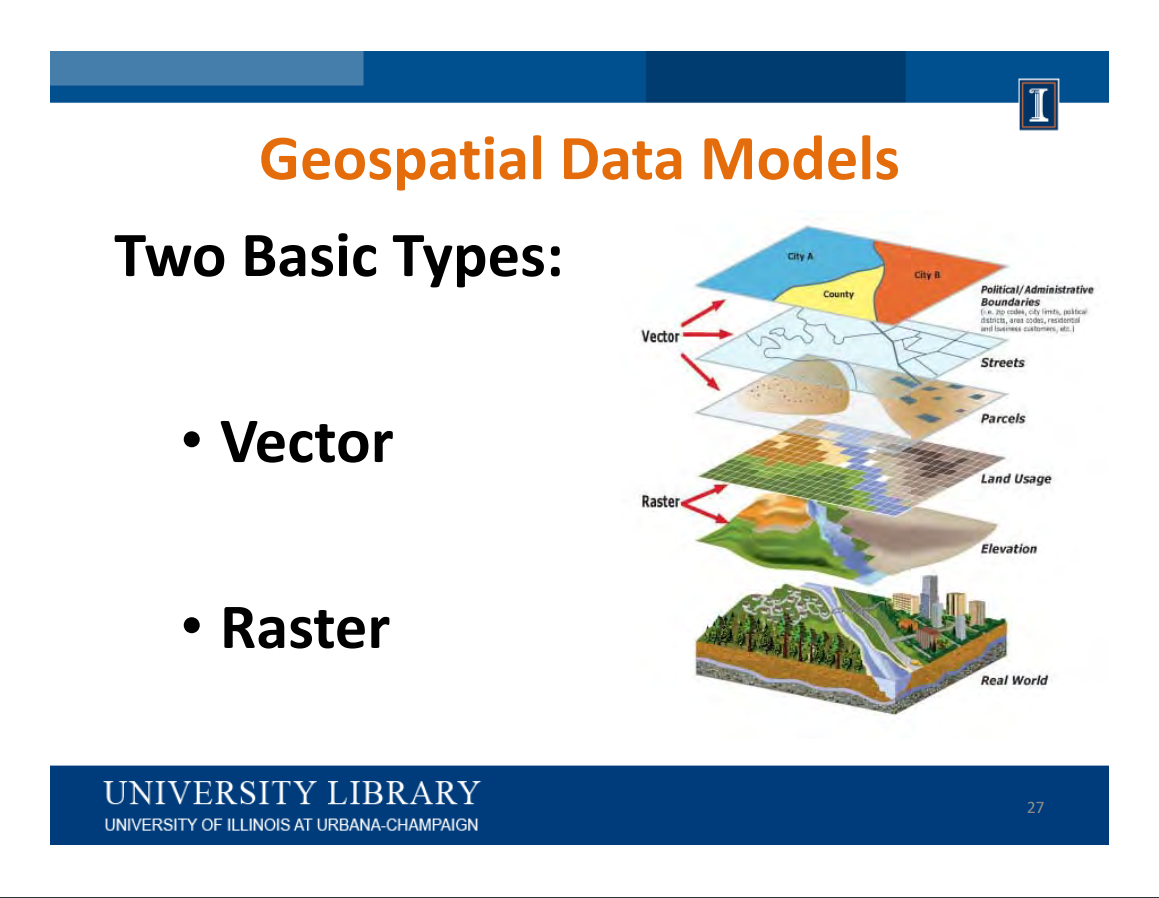 I
Geospatial Data Models
Two Basic Types:
• Vector
• Raster
City A
City B
County
Political/Administrative
Boundaries
(i.e. zip codes, city limits, political
districts, area codes, residential
and business customers, etc.)
Vector
Streets
Parcels
Land Usage
Raster
Elevation
Real World
UNIVERSITY LIBRARY
UNIVERSITY OF ILLINOIS AT URBANA-CHAMPAIGN
27